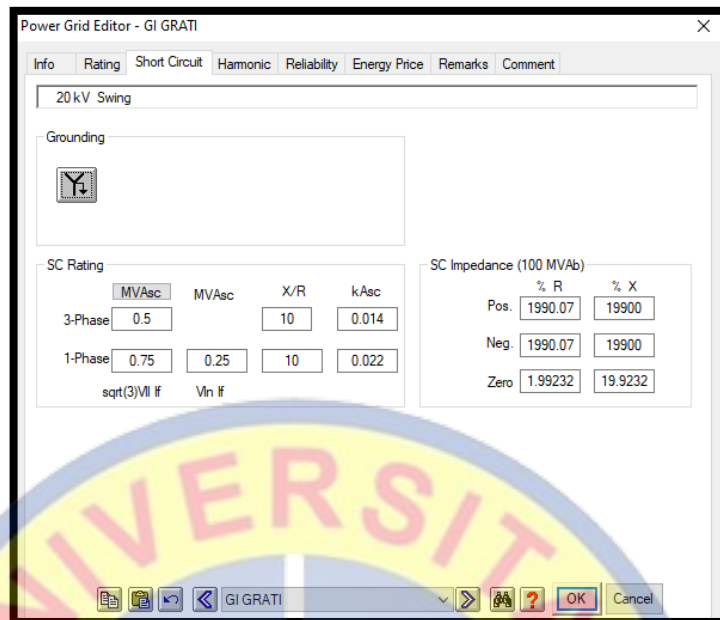 Power Grid Editor - GI GRATI
Info Rating Short Circuit Harmonic Reliability Energy Price Remarks Comment
20 kV Swing
Grounding
SC Rating
MVAsc MVAsc X/R kAsc
3-Phase 0.5 10 0.014
1-Phase 0.75 0.25 10 0.022
sqrt(3)Vll If Vln If
SC Impedance (100 MVAb)
% R % X
Pos. 1990.07 19900
Neg. 1990.07 19900
Zero 1.99232 19.9232
NIVERSIT
GI GRATI OK Cancel